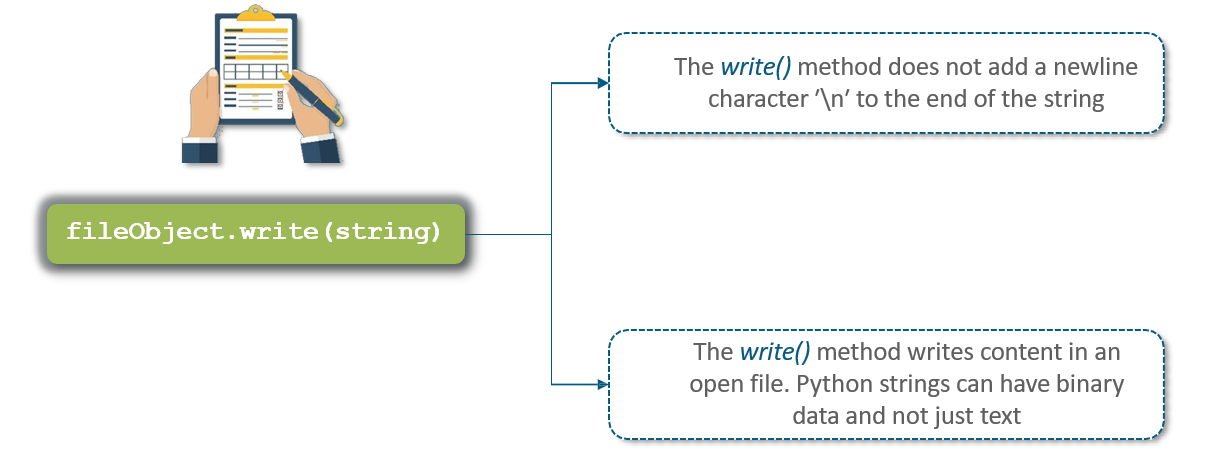 The write() method does not add a newline
character ‘\n’ to the end of the string
fileObject.write(string)
The write() method writes content in an
open file. Python strings can have binary
data and not just text